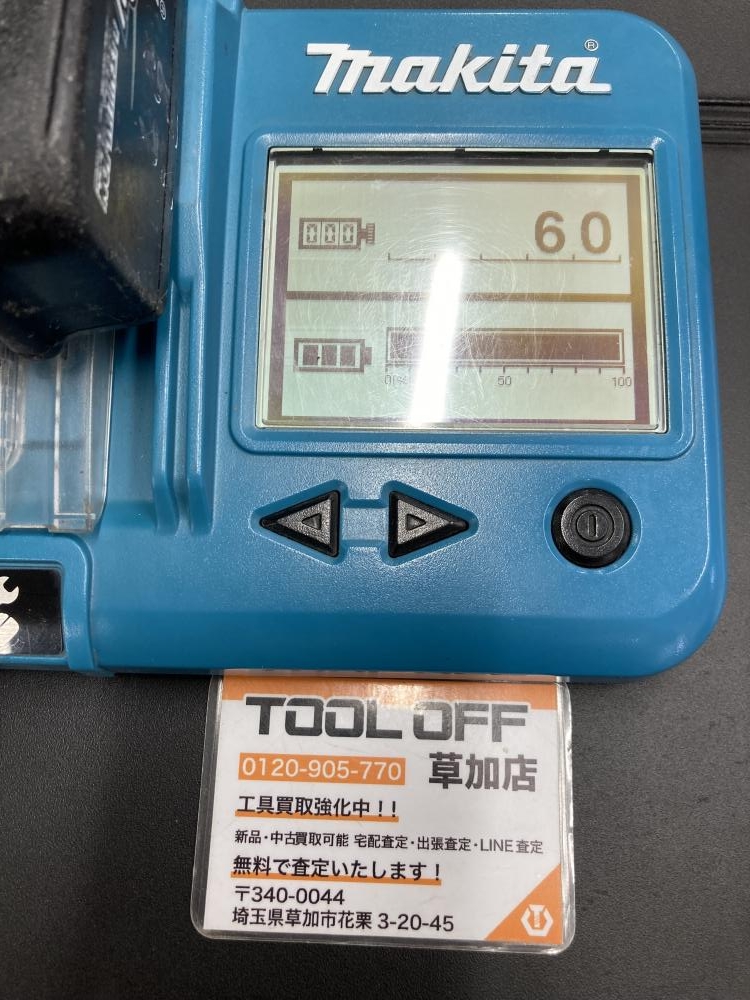 makita®
000
60
0(%)
50
100
TOOL OFF
0120-905-770 草加店
工具買取強化中！！
新品・中古買取可能 宅配査定・出張査定・LINE査定
無料で査定いたします！
〒340-0044
埼玉県草加市花栗 3-20-45